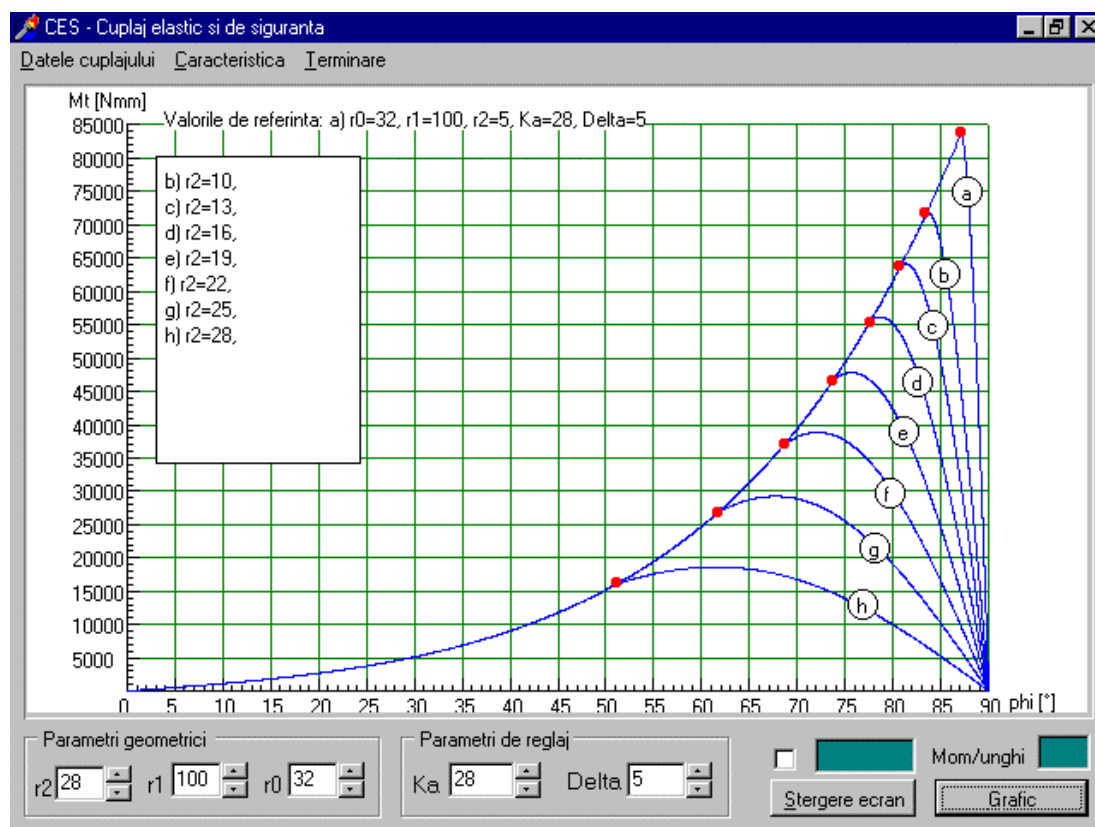 CES - Cuplaj elastic si de siguranta
Datele cuplajului Caracteristica Terminare
Mt [Nmm]
Valorile de referinta: a) r0=32, r1=100, r2=5, Ka=28, Delta=5
85000
80000
75000
70000
65000
60000
55000
50000
45000
40000
35000
30000
25000
20000
15000
10000
5000
b) r2=10,
c) r2=13,
d) r2=16,
e) r2=19,
f) r2=22,
g) r2=25,
h) r2=28,
a
b
c
d
e
f
g
h
0 5 10 15 20 25 30 35 40 45 50 55 60 65 70 75 80 85 90 phi [°]
Parametri geometrici
r2 28 r1 100 r0 32
Parametri de reglaj
Ka 28 Delta 5
Mom/unghi
Stergere ecran
Grafic